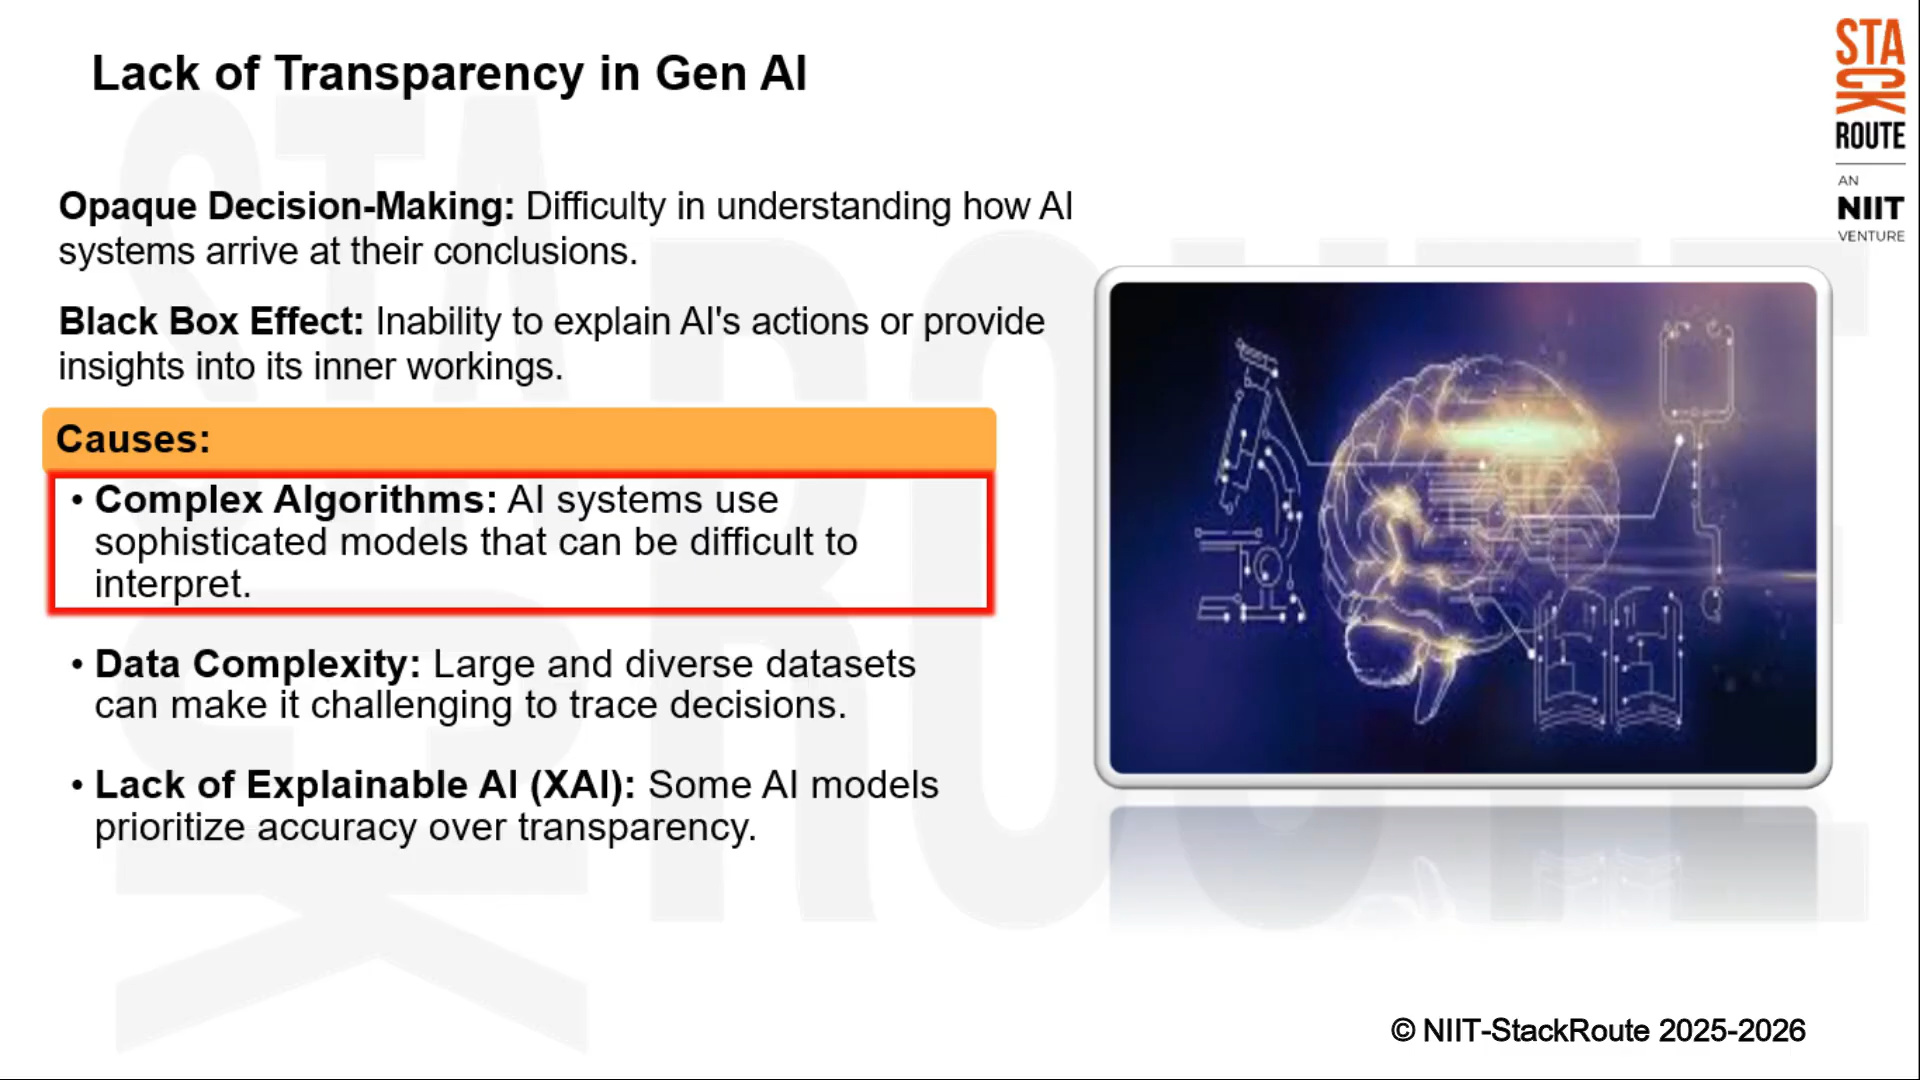 Lack of Transparency in Gen AI
STA
CK
ROUTE
AN
NIIT
VENTURE
Opaque Decision-Making: Difficulty in understanding how AI
systems arrive at their conclusions.
Black Box Effect: Inability to explain AI's actions or provide
insights into its inner workings.
Causes:
• Complex Algorithms: AI systems use
sophisticated models that can be difficult to
interpret.
• Data Complexity: Large and diverse datasets
can make it challenging to trace decisions.
• Lack of Explainable AI (XAI): Some AI models
prioritize accuracy over transparency.
© NIIT-StackRoute 2025-2026